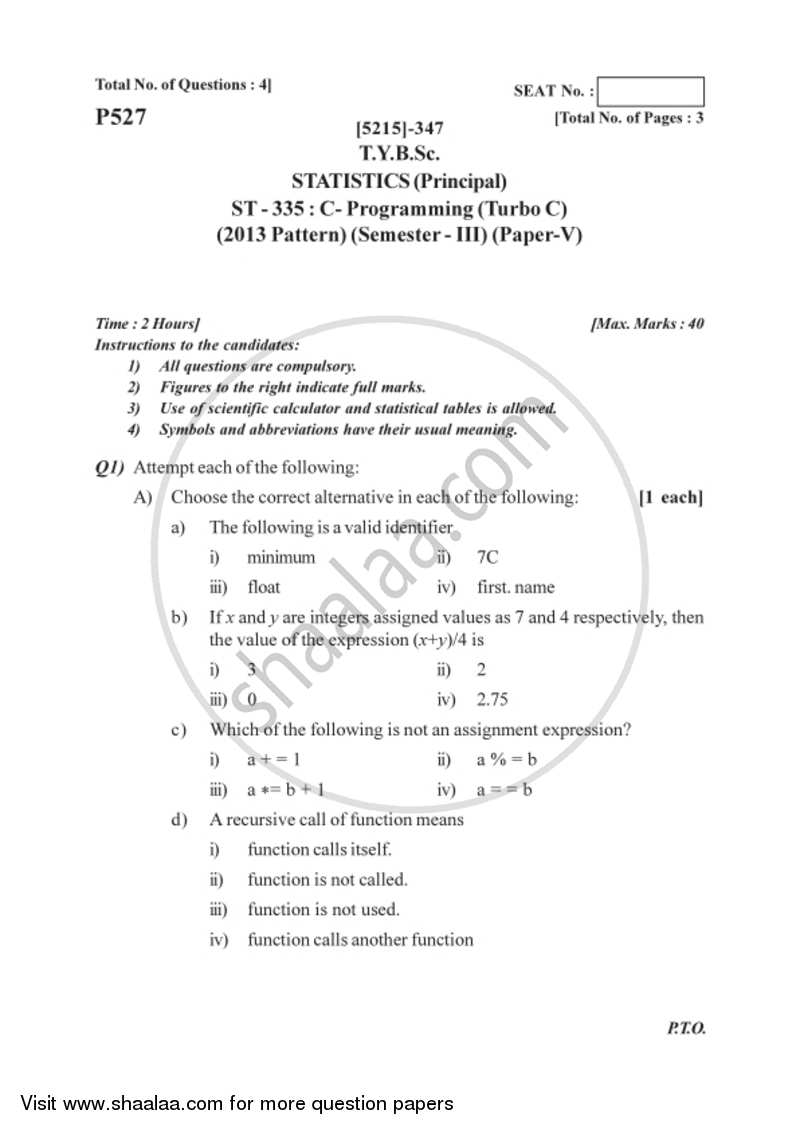 Total No. of Questions : 4]
SEAT No. :
P527
[Total No. of Pages : 3
[5215]-347
T.Y.B.Sc.
STATISTICS (Principal)
ST - 335 : C- Programming (Turbo C)
(2013 Pattern) (Semester - III) (Paper-V)
Time : 2 Hours]
[Max. Marks : 40
Instructions to the candidates:
1) All questions are compulsory.
2) Figures to the right indicate full marks.
3) Use of scientific calculator and statistical tables is allowed.
4) Symbols and abbreviations have their usual meaning.
Q1) Attempt each of the following:
A) Choose the correct alternative in each of the following: [1 each]
a) The following is a valid identifier
i) minimum ii) 7C
iii) float iv) first. name
b) If x and y are integers assigned values as 7 and 4 respectively, then
the value of the expression (x+y)/4 is
i) 3 ii) 2
iii) 0 iv) 2.75
c) Which of the following is not an assignment expression?
i) a + = 1 ii) a % = b
iii) a *= b + 1 iv) a = = b
d) A recursive call of function means
i) function calls itself.
ii) function is not called.
iii) function is not used.
iv) function calls another function
P.T.O.
shaalaa.com
Visit www.shaalaa.com for more question papers